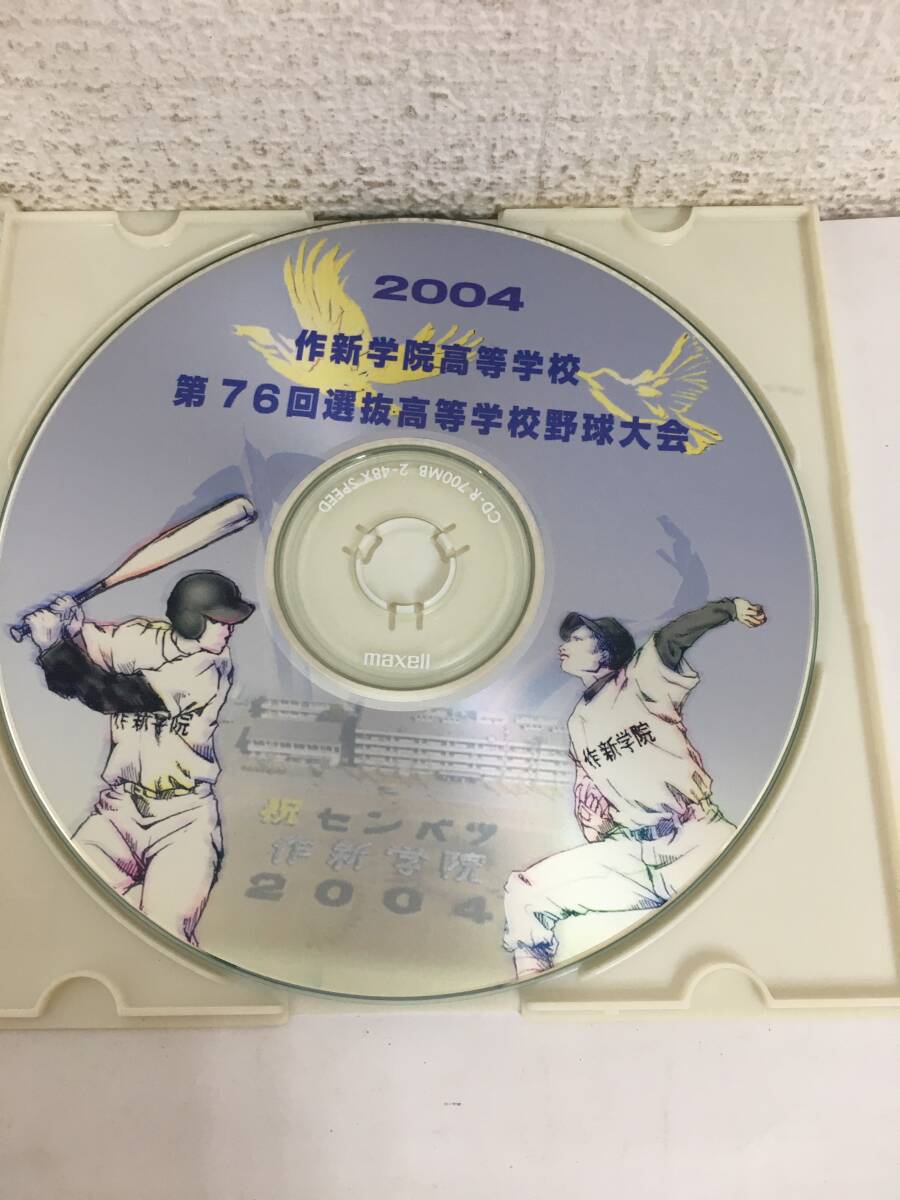 2004
作新学院高等学校
第76回選抜高等学校野球大会
CD-R 700MB 2-48X SPEED
maxell
作新学院
作新学院
祝センバツ
作新学院
2004